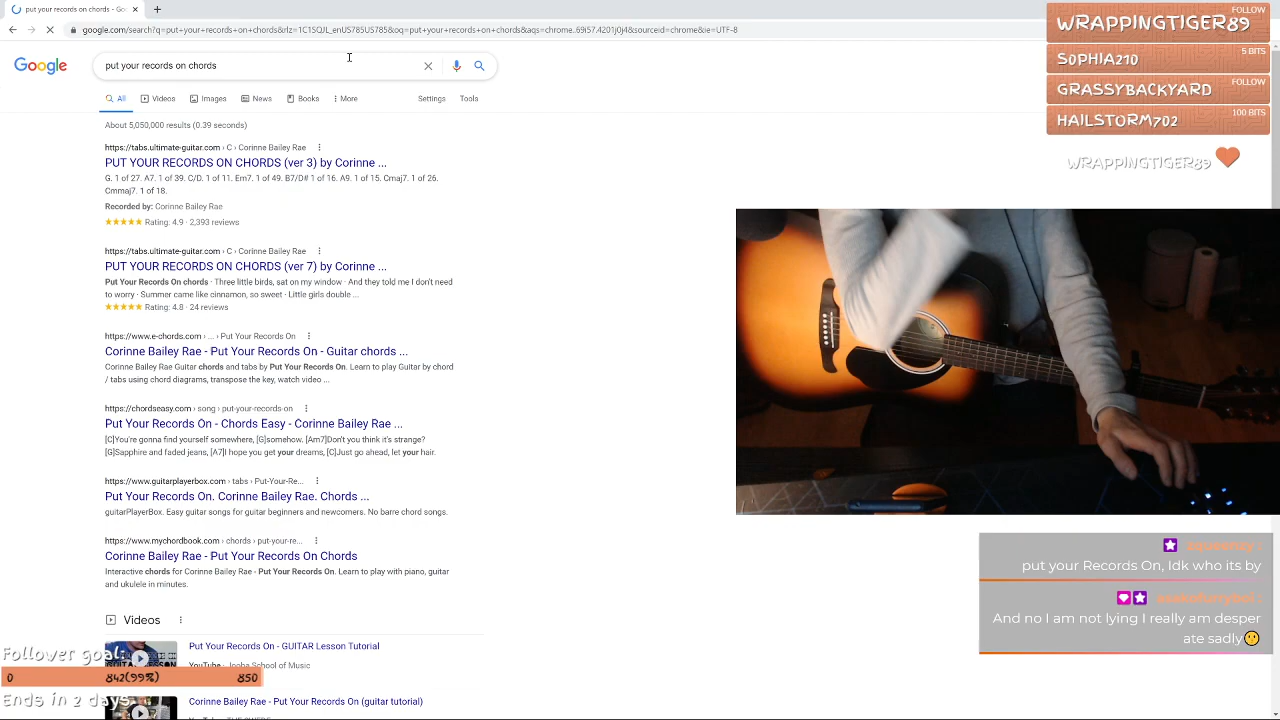 put your records on chords - Go
google.com/search?q=put+your+records+on+chords&rlz=1C1SQJL_enUS785US785&oq=put+your+records+on+chords&aqs=chrome..69i57.4201j0j4&sourceid=chrome&ie=UTF-8
Google
put your records on chords
All
Videos
Images
News
Books
More
Settings
Tools
About 5,050,000 results (0.39 seconds)
https://tabs.ultimate-guitar.com › C › Corinne Bailey Rae
PUT YOUR RECORDS ON CHORDS (ver 3) by Corinne ...
G. 1 of 27. A7. 1 of 39. C/D. 1 of 11. Em7. 1 of 49. B7/D# 1 of 16. A9. 1 of 15. Cmaj7. 1 of 26.
Cmmaj7. 1 of 18.
Recorded by: Corinne Bailey Rae
Rating: 4.9 · 2,393 reviews
https://tabs.ultimate-guitar.com › C › Corinne Bailey Rae
PUT YOUR RECORDS ON CHORDS (ver 7) by Corinne ...
Put Your Records On chords · Three little birds, sat on my window · And they told me I don't need
to worry · Summer came like cinnamon, so sweet · Little girls double ...
Rating: 4.8 · 24 reviews
https://www.e-chords.com › ... › Put Your Records On
Corinne Bailey Rae - Put Your Records On - Guitar chords ...
Corinne Bailey Rae Guitar chords and tabs by Put Your Records On. Learn to play Guitar by chord
/ tabs using chord diagrams, transpose the key, watch video ...
https://chordseasy.com › song › put-your-records-on
Put Your Records On - Chords Easy - Corinne Bailey Rae ...
[C]You're gonna find yourself somewhere, [G]somehow. [Am7]Don't you think it's strange?
[G]Sapphire and faded jeans, [A7]I hope you get your dreams, [C]Just go ahead, let your hair.
https://www.guitarplayerbox.com › tabs › Put-Your-Re...
Put Your Records On. Corinne Bailey Rae. Chords ...
guitarPlayerBox. Easy guitar songs for guitar beginners and newcomers. No barre chord songs.
https://www.mychordbook.com › chords › put-your-re...
Corinne Bailey Rae - Put Your Records On Chords
Interactive chords for Corinne Bailey Rae - Put Your Records On. Learn to play with piano, guitar
and ukulele in minutes.
Videos
Put Your Records On - GUITAR Lesson Tutorial
School of Music
Corinne Bailey Rae - Put Your Records On (guitar tutorial)
Follower goal:
0 842(99%) 850
Ends in 2 days
FOLLOW
WRAPPINGTIGER89
5 BITS
S0PHIA210
FOLLOW
GRASSYBACKYARD
100 BITS
HAILSTORM702
WRAPPINGTIGER89
put your Records On, Idk who its by
And no I am not lying I really am desper
ate sadly